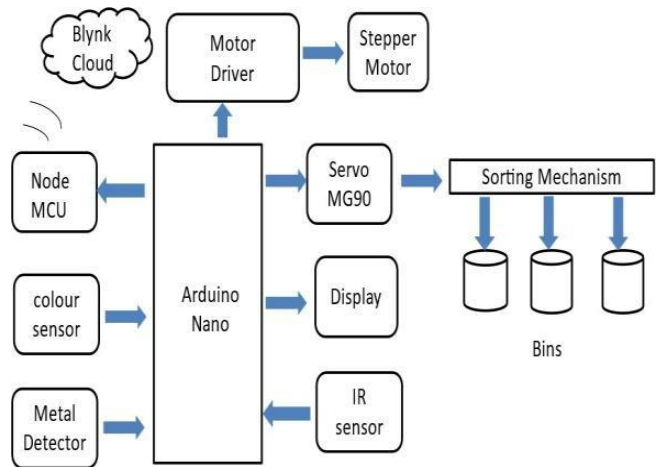 Blynk
Cloud
Motor
Driver
Stepper
Motor
Node
MCU
Servo
MG90
Sorting Mechanism
colour
sensor
Arduino
Nano
Display
Bins
Metal
Detector
IR
sensor